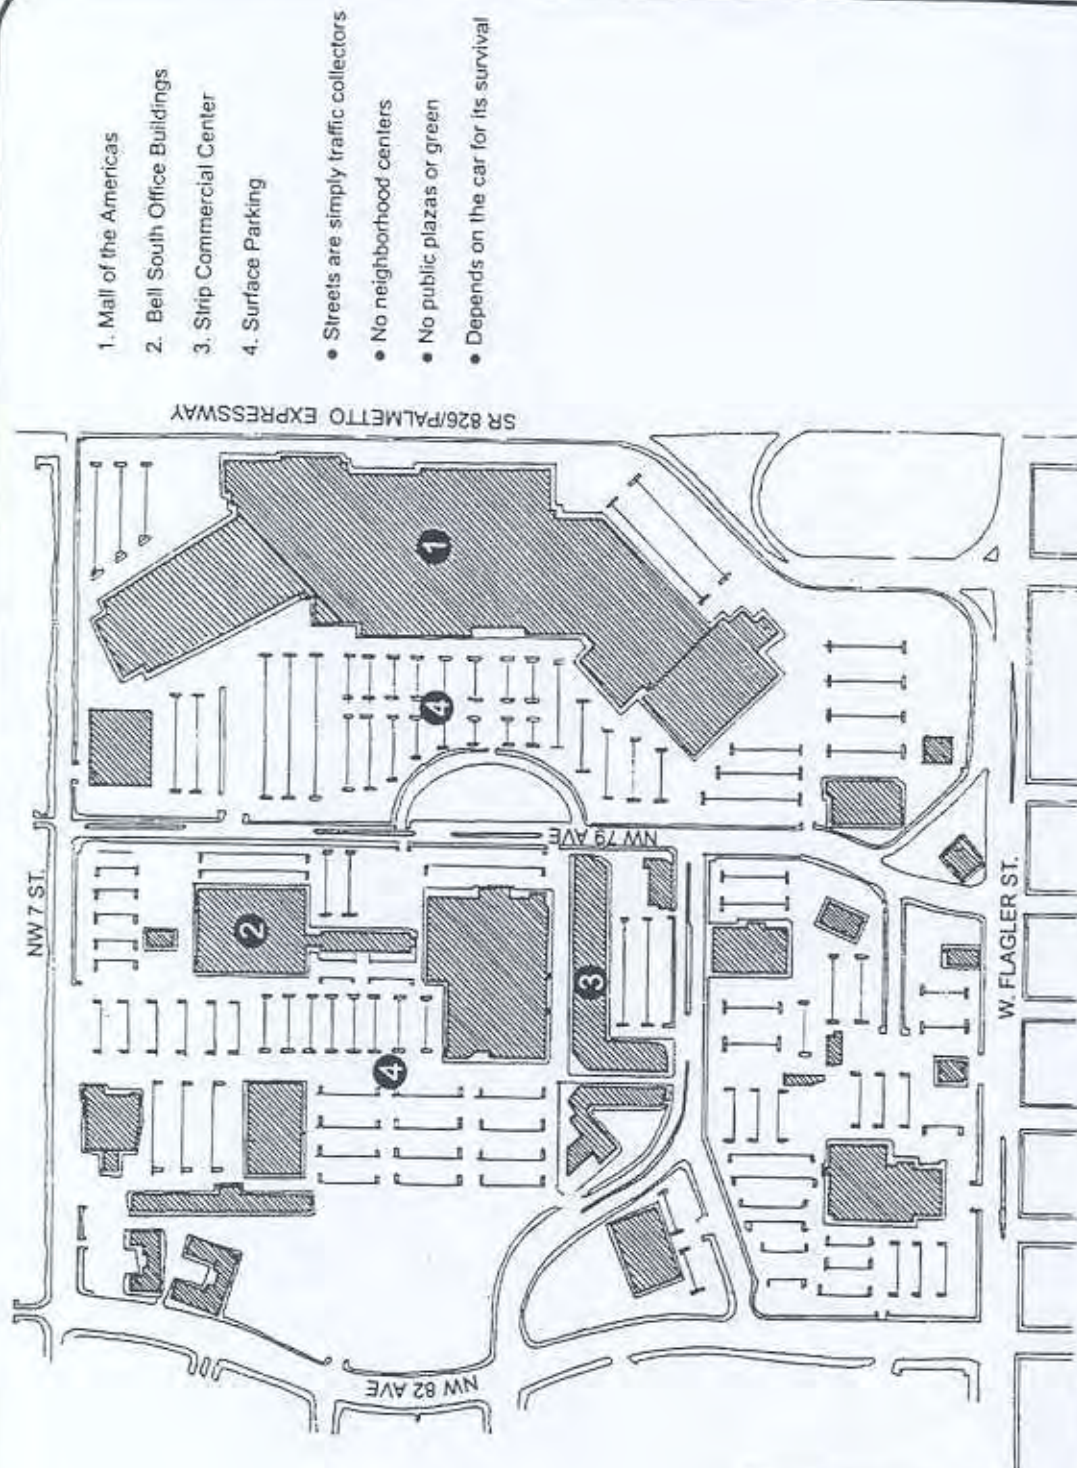 1. Mall of the Americas
2. Bell South Office Buildings
3. Strip Commercial Center
4. Surface Parking
• Streets are simply traffic collectors
• No neighborhood centers
• No public plazas or green
• Depends on the car for its survival
SR 826/PALMETTO EXPRESSWAY
NW 7 ST.
1
4
NW 79 AVE
2
3
4
W. FLAGLER ST.
NW 82 AVE